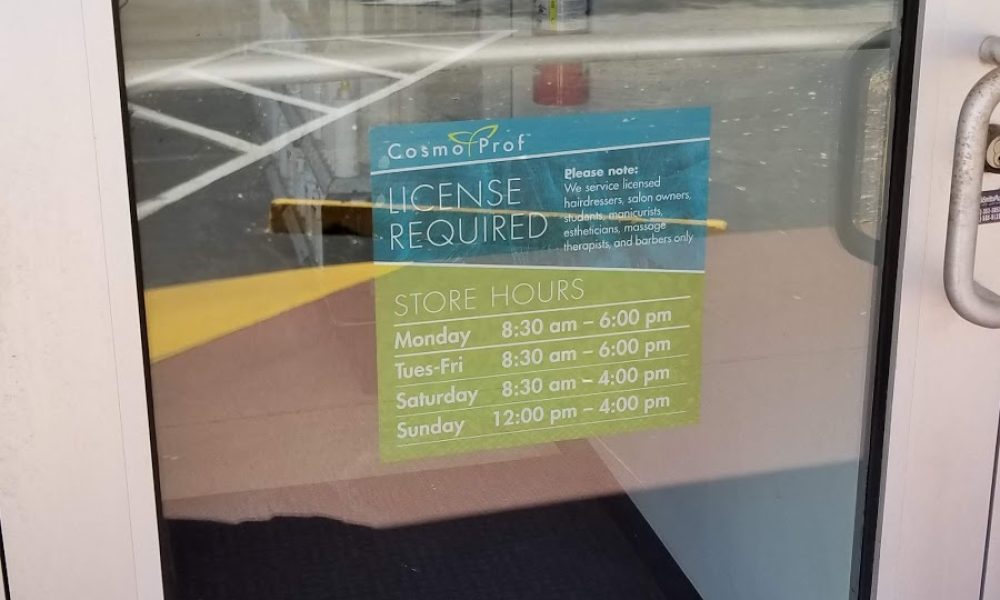 CosmoProf™
LICENSE
REQUIRED
Please note:
We service licensed
hairdressers, salon owners,
students, manicurists,
estheticians, massage
therapists, and barbers only
STORE HOURS
Monday 8:30 am – 6:00 pm
Tues-Fri 8:30 am – 6:00 pm
Saturday 8:30 am – 4:00 pm
Sunday 12:00 pm – 4:00 pm